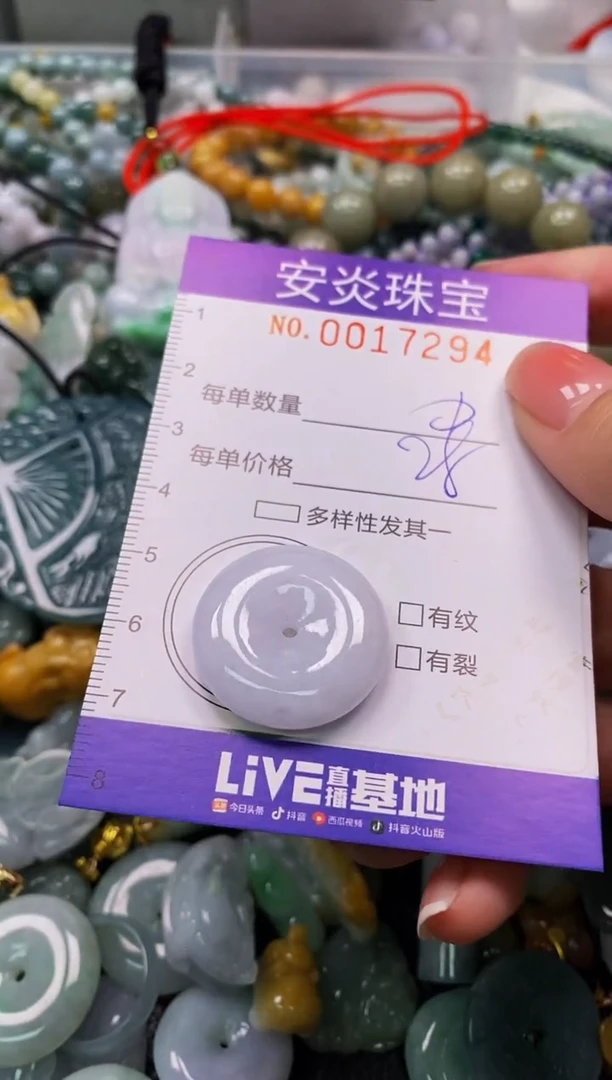 安炎珠宝
NO.0017294
1
2
每单数量
3
每单价格
4
多样性发其一
5
有纹
6
有裂
7
LiVE直播基地
8
今日头条 抖音 西瓜视频 抖音火山版